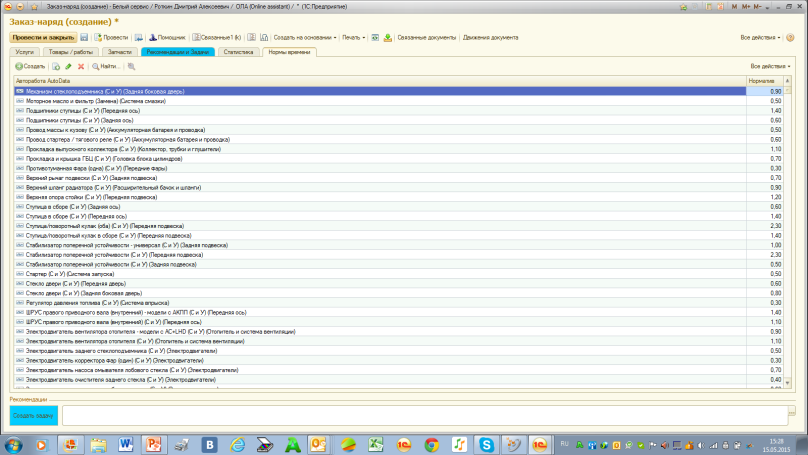 Заказ-наряд (создание) - Белый сервис / Роткин Дмитрий Алексеевич / ОПА (Online assistant) / * (1С:Предприятие)
M M+ M-
Заказ-наряд (создание) *
Провести и закрыть Провести Помощник Связанные1 (к) Создать на основании Печать Связанные документы Движения документа Все действия
Услуги Товары / работы Запчасти Рекомендации и Задачи Статистика Нормы времени
Создать Найти... Все действия
Авторабота AutoData Норматив
Механизм стеклоподъемника (С и У) (Задняя боковая дверь) 0,90
Моторное масло и фильтр (Замена) (Система смазки) 0,50
Подшипники ступицы (С и У) (Передняя ось) 1,40
Подшипники ступицы (С и У) (Задняя ось) 0,60
Провод массы к кузову (С и У) (Аккумуляторная батарея и проводка) 0,50
Провод стартера / тягового реле (С и У) (Аккумуляторная батарея и проводка) 0,60
Прокладка выпускного коллектора (С и У) (Коллектор, трубки и глушители) 1,10
Прокладка и крышка ГБЦ (С и У) (Головка блока цилиндров) 0,70
Противотуманная фара (одна) (С и У) (Передние фары) 0,30
Верхний рычаг подвески (С и У) (Задняя подвеска) 0,70
Верхний шланг радиатора (С и У) (Расширительный бачок и шланги) 0,90
Верхняя опора стойки (С и У) (Передняя подвеска) 1,20
Ступица в сборе (С и У) (Задняя ось) 0,60
Ступица в сборе (С и У) (Передняя ось) 1,40
Ступица/поворотный кулак (оба) (С и У) (Передняя подвеска) 2,30
Ступица/поворотный кулак в сборе (С и У) (Передняя подвеска) 1,40
Стабилизатор поперечной устойчивости - универсал (С и У) (Задняя подвеска) 1,00
Стабилизатор поперечной устойчивости (С и У) (Передняя подвеска) 2,30
Стабилизатор поперечной устойчивости (С и У) (Задняя подвеска) 0,50
Стартер (С и У) (Система запуска) 0,50
Стекло двери (С и У) (Передняя дверь) 0,60
Стекло двери (С и У) (Задняя боковая дверь) 0,80
Регулятор давления топлива (С и У) (Система впрыска) 0,30
ШРУС правого приводного вала (внутренний) - модели с АКПП (С и У) (Передняя ось) 1,40
ШРУС правого приводного вала (внутренний) (С и У) (Передняя ось) 1,10
Электродвигатель вентилятора отопителя - модели с AC+LHD (С и У) (Отопитель и система вентиляции) 0,90
Электродвигатель вентилятора отопителя (С и У) (Отопитель и система вентиляции) 1,10
Электродвигатель заднего стеклоподъемника (С и У) (Электродвигатели) 0,50
Электродвигатель корректора фар (один) (С и У) (Электродвигатели) 0,30
Электродвигатель насоса омывателя лобового стекла (С и У) (Электродвигатели) 0,70
Электродвигатель очистителя заднего стекла (С и У) (Электродвигатели) 0,40
Рекомендации
Создать задачу
RU 15:28
15.05.2015